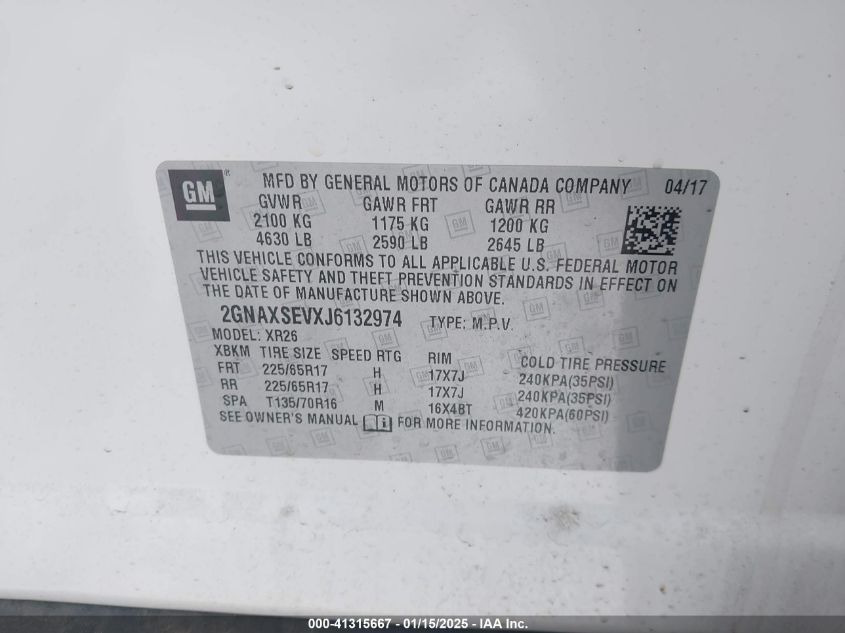 GM ® MFD BY GENERAL MOTORS OF CANADA COMPANY 04/17
GVWR GAWR FRT GAWR RR
2100 KG 1175 KG 1200 KG
4630 LB 2590 LB 2645 LB
THIS VEHICLE CONFORMS TO ALL APPLICABLE U.S. FEDERAL MOTOR
VEHICLE SAFETY AND THEFT PREVENTION STANDARDS IN EFFECT ON
THE DATE OF MANUFACTURE SHOWN ABOVE.
2GNAXSEVXJ6132974 TYPE: M.P.V.
MODEL: XR26
XBKM TIRE SIZE SPEED RTG RIM COLD TIRE PRESSURE
FRT 225/65R17 H 17X7J 240KPA(35PSI)
RR 225/65R17 H 17X7J 240KPA(35PSI)
SPA T135/70R16 M 16X4BT 420KPA(60PSI)
SEE OWNER'S MANUAL FOR MORE INFORMATION.
000-41315667 - 01/15/2025 - IAAI.com - Copyright IAA, Inc.